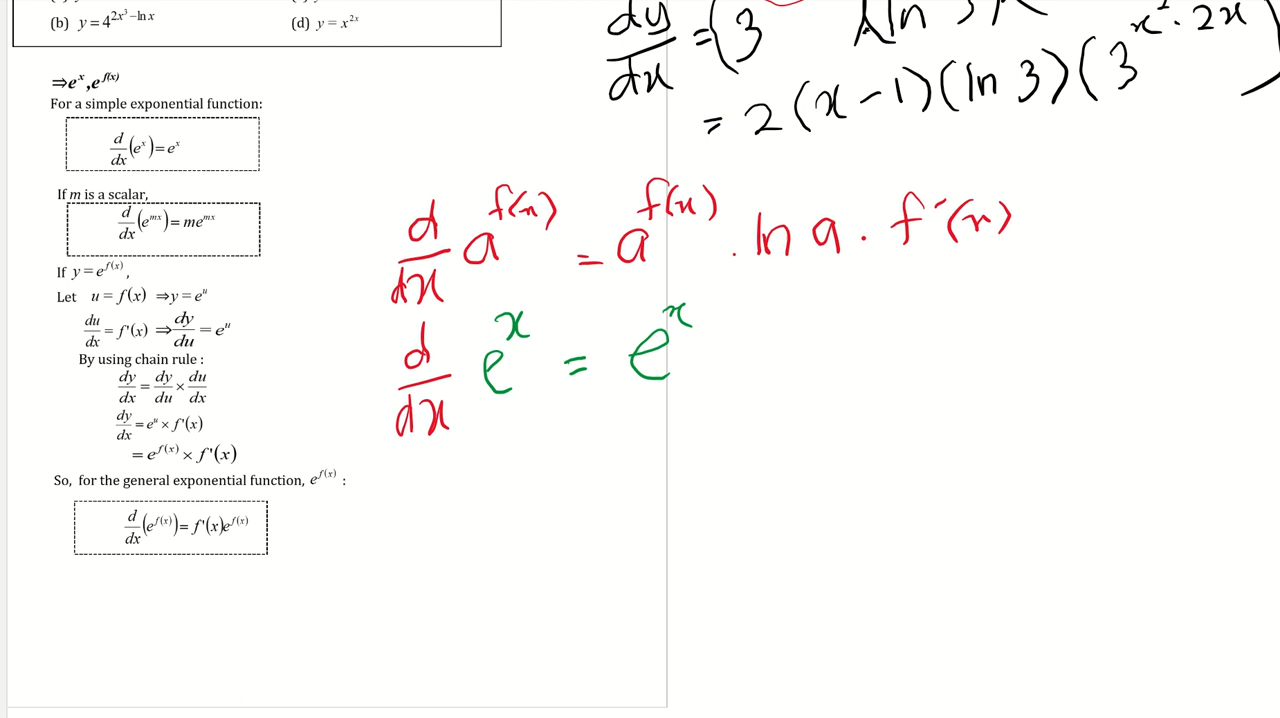 (b) y = 4^{2x³ – ln x} (d) y = x^{2x}
⇒ e^x , e^{f(x)}
For a simple exponential function:
d/dx (e^x) = e^x
If m is a scalar,
d/dx (e^{mx}) = me^{mx}
If y = e^{f(x)} ,
Let u = f(x) ⇒ y = e^u
du/dx = f'(x) ⇒ dy/du = e^u
By using chain rule :
dy/dx = dy/du × du/dx
dy/dx = e^u × f'(x)
= e^{f(x)} × f'(x)
So, for the general exponential function, e^{f(x)} :
d/dx (e^{f(x)}) = f'(x)e^{f(x)}
dy/dx = (3
= 2(x-1)(ln 3)(3^{x²-2x})
d/dx a^{f(x)} = a^{f(x)} . ln a . f'(x)
d/dx e^x = e^x